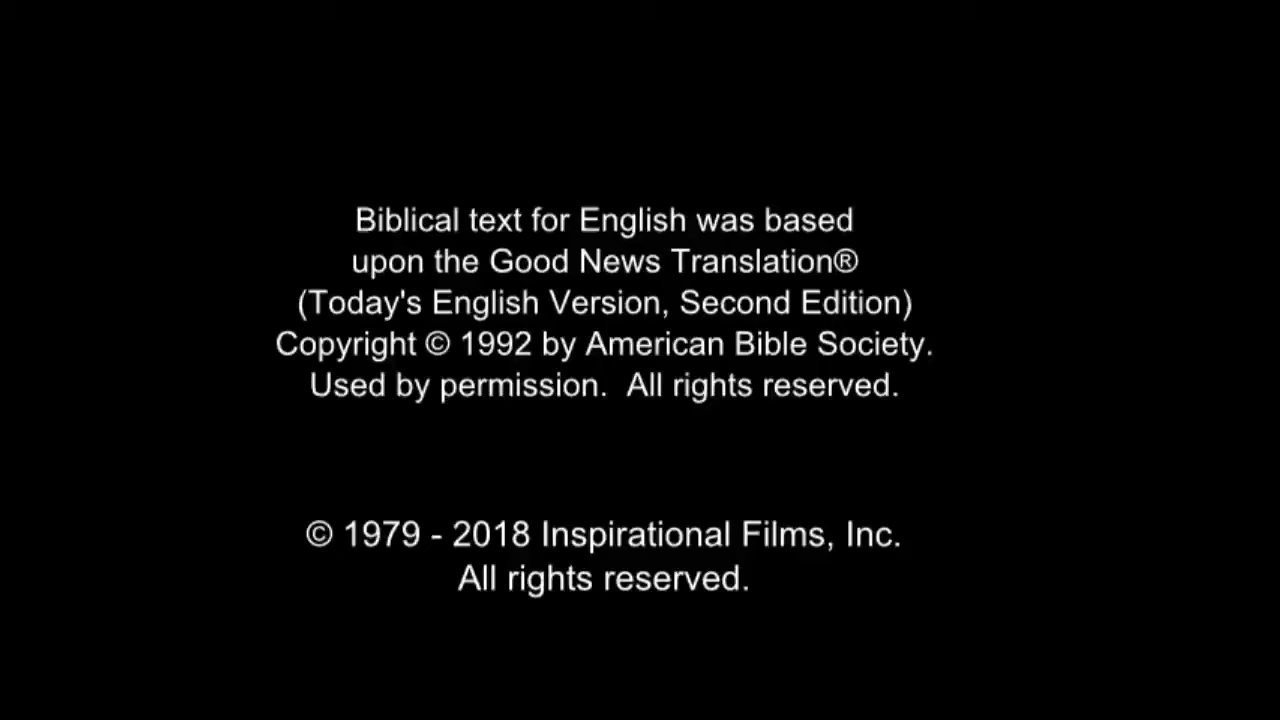 Biblical text for English was based
upon the Good News Translation®
(Today's English Version, Second Edition)
Copyright © 1992 by American Bible Society.
Used by permission.  All rights reserved.
© 1979 - 2018 Inspirational Films, Inc.
All rights reserved.